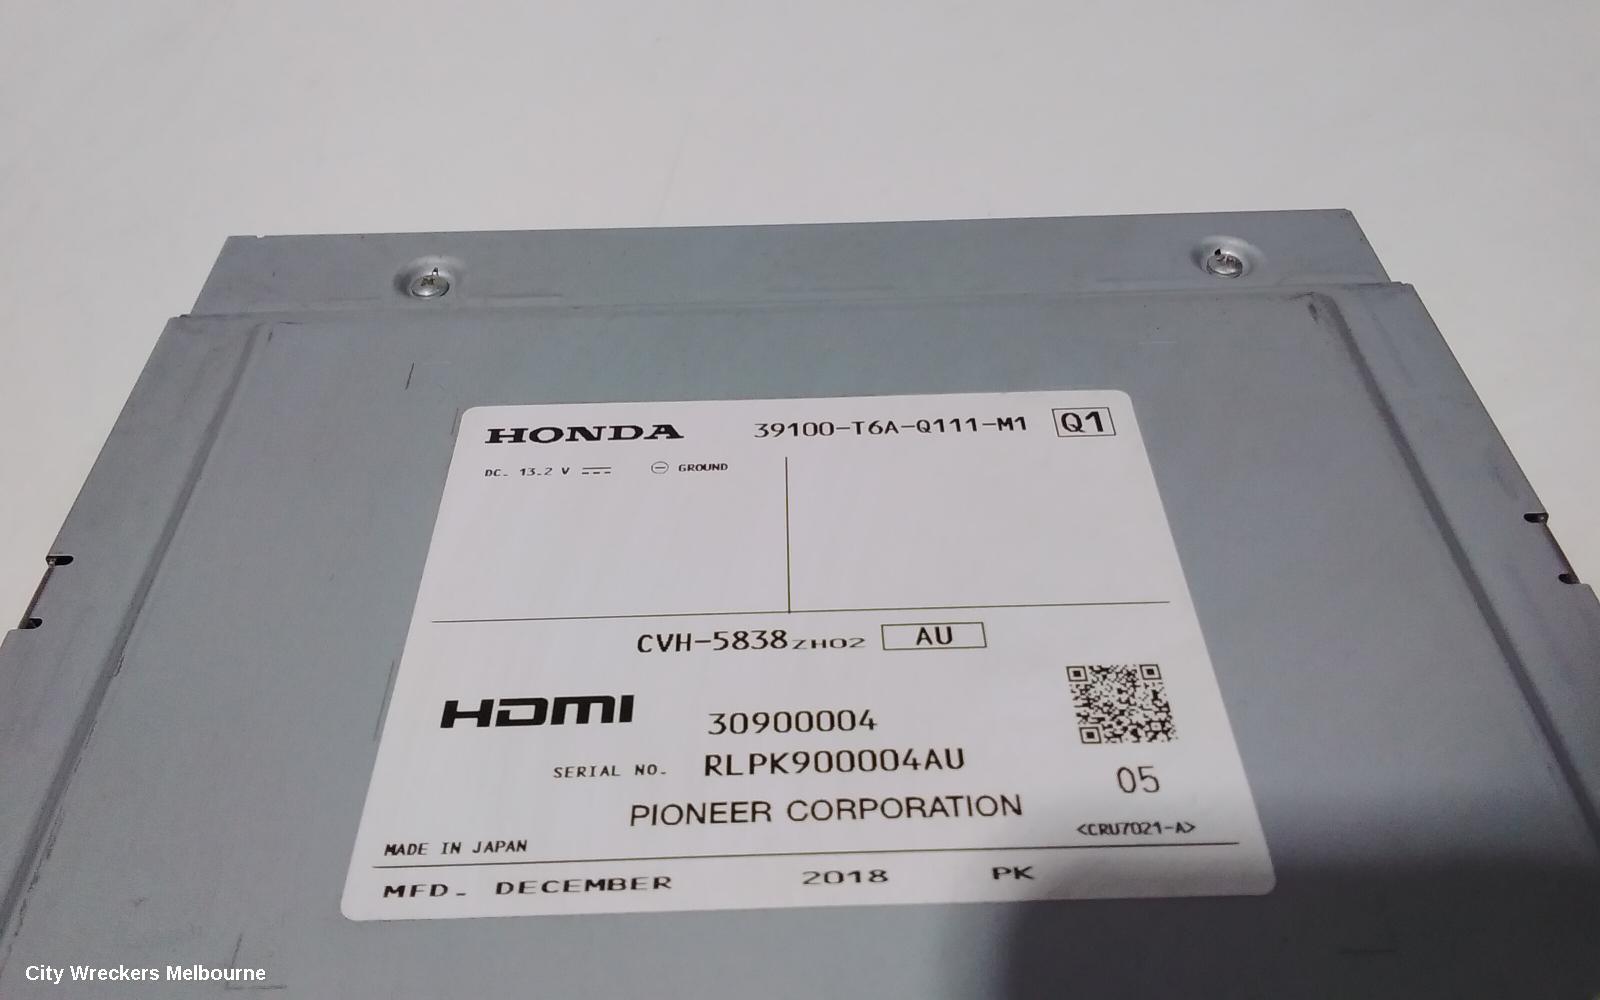 HONDA 39100-T6A-Q111-M1 Q1
DC. 13.2 V GROUND
CVH-5838ZH02 AU
HDMI 30900004
SERIAL NO. RLPK900004AU
05
PIONEER CORPORATION
<CRU7021-A>
MADE IN JAPAN
MFD. DECEMBER 2018 PK
City Wreckers Melbourne